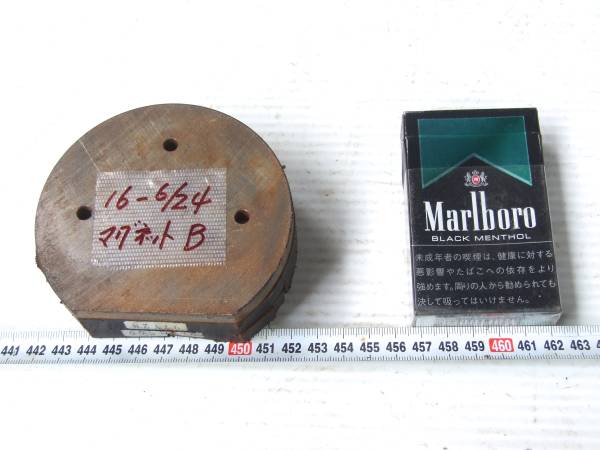 16-6/24
マグネット B
Marlboro
BLACK MENTHOL
未成年者の喫煙は、健康に対する
悪影響やたばこへの依存をより
強めます。周りの人から勧められても
決して吸ってはいけません。
441 442 443 444 445 446 447 448 449 450 451 452 453 454 455 456 457 458 459 460 461 462 463